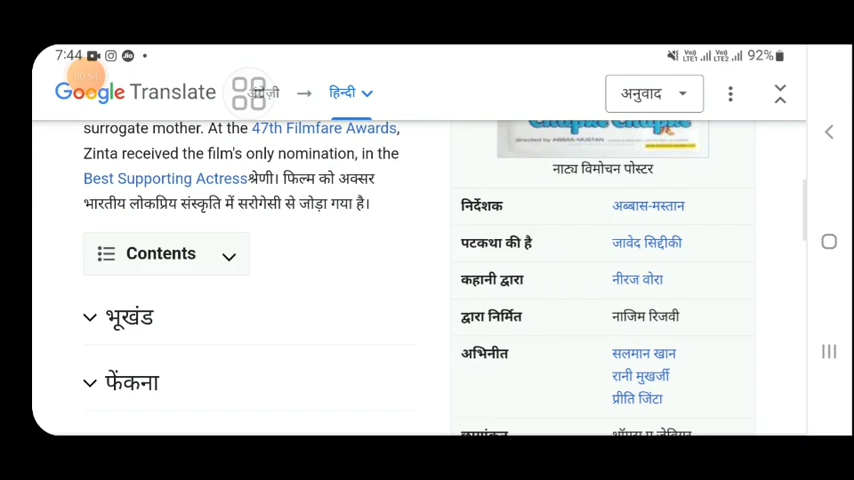 7:44 92%
00:54
Google Translate अंग्रेज़ी → हिन्दी अनुवाद
surrogate mother. At the 47th Filmfare Awards,
Zinta received the film's only nomination, in the
Best Supporting Actressश्रेणी। फिल्म को अक्सर
भारतीय लोकप्रिय संस्कृति में सरोगेसी से जोड़ा गया है।
Contents
भूखंड
फेंकना
नाट्य विमोचन पोस्टर
निर्देशक अब्बास-मस्तान
पटकथा की है जावेद सिद्दीकी
कहानी द्वारा नीरज वोरा
द्वारा निर्मित नाजिम रिजवी
अभिनीत सलमान खान
रानी मुखर्जी
प्रीति जिंटा